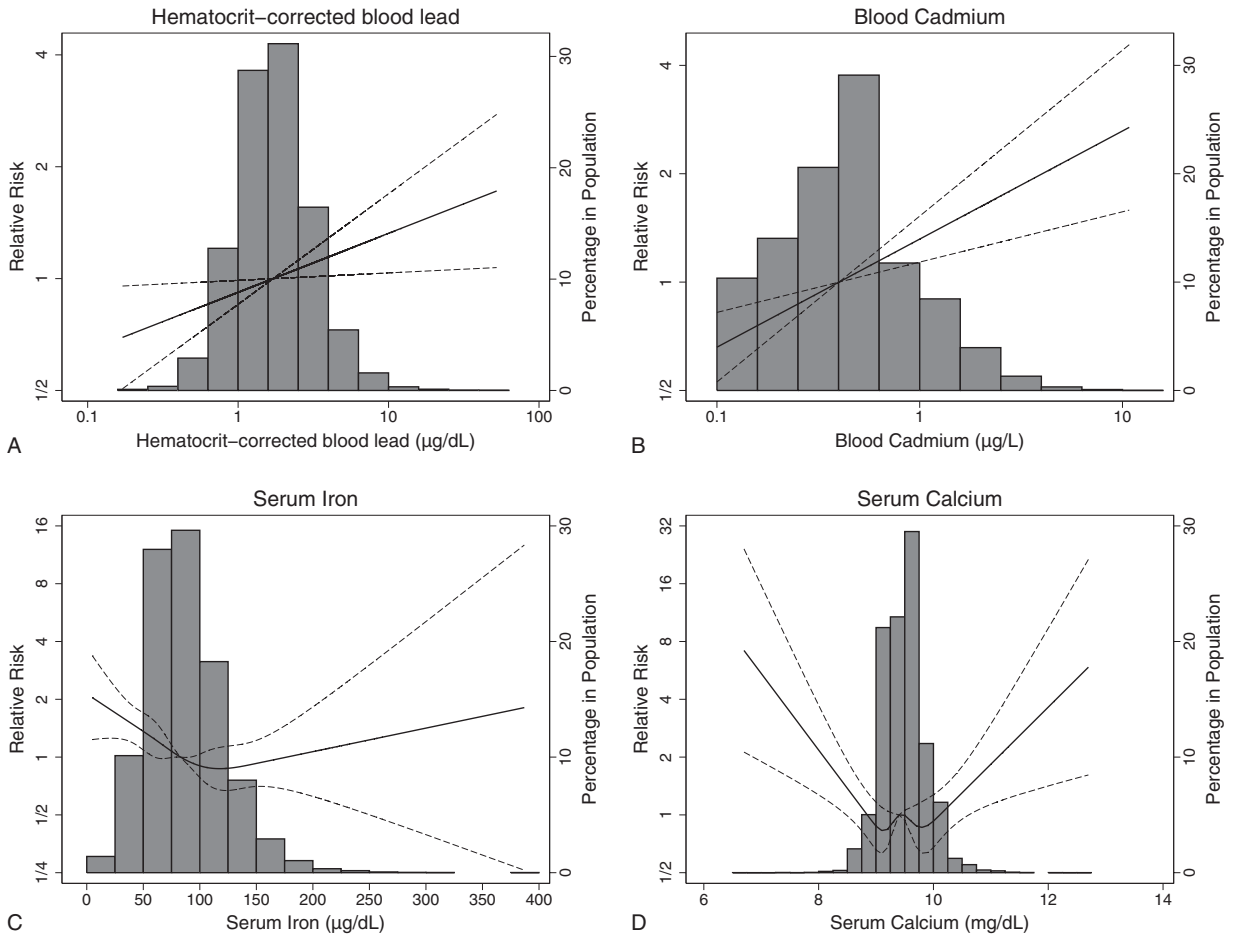 Hematocrit–corrected blood lead
Relative Risk
4
2
1
1/2
30
20
10
0
Percentage in Population
0.1
1
10
100
Hematocrit–corrected blood lead (μg/dL)
A
Blood Cadmium
Relative Risk
4
2
1
1/2
30
20
10
0
Percentage in Population
0.1
1
10
Blood Cadmium (μg/L)
B
Serum Iron
Relative Risk
16
8
4
2
1
1/2
1/4
30
20
10
0
Percentage in Population
0
50
100
150
200
250
300
350
400
Serum Iron (μg/dL)
C
Serum Calcium
Relative Risk
32
16
8
4
2
1
1/2
30
20
10
0
Percentage in Population
6
8
10
12
14
Serum Calcium (mg/dL)
D